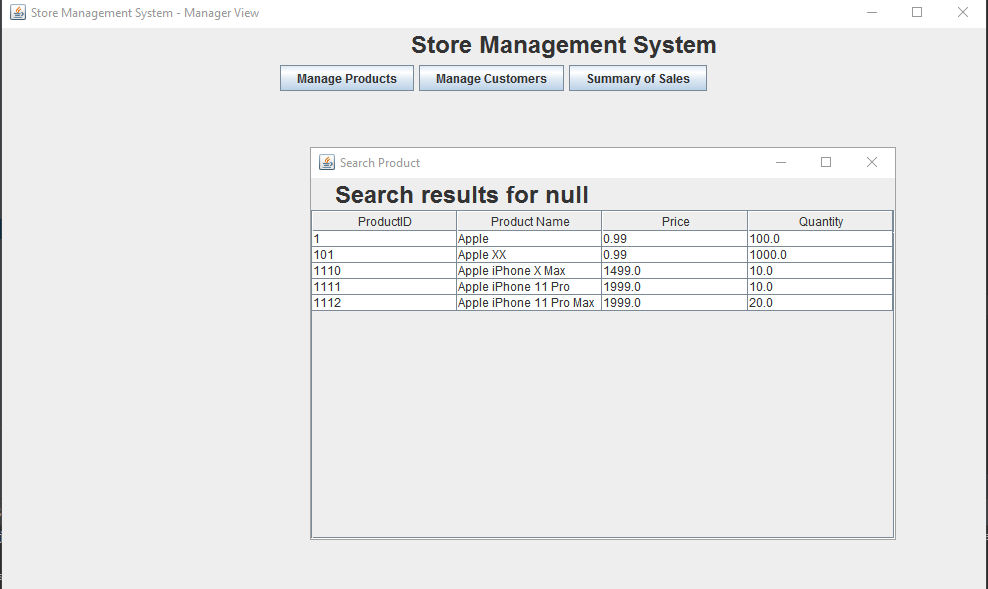 Store Management System - Manager View
Store Management System
Manage Products Manage Customers Summary of Sales
Search Product
Search results for null
ProductID Product Name Price Quantity
1 Apple 0.99 100.0
101 Apple XX 0.99 1000.0
1110 Apple iPhone X Max 1499.0 10.0
1111 Apple iPhone 11 Pro 1999.0 10.0
1112 Apple iPhone 11 Pro Max 1999.0 20.0